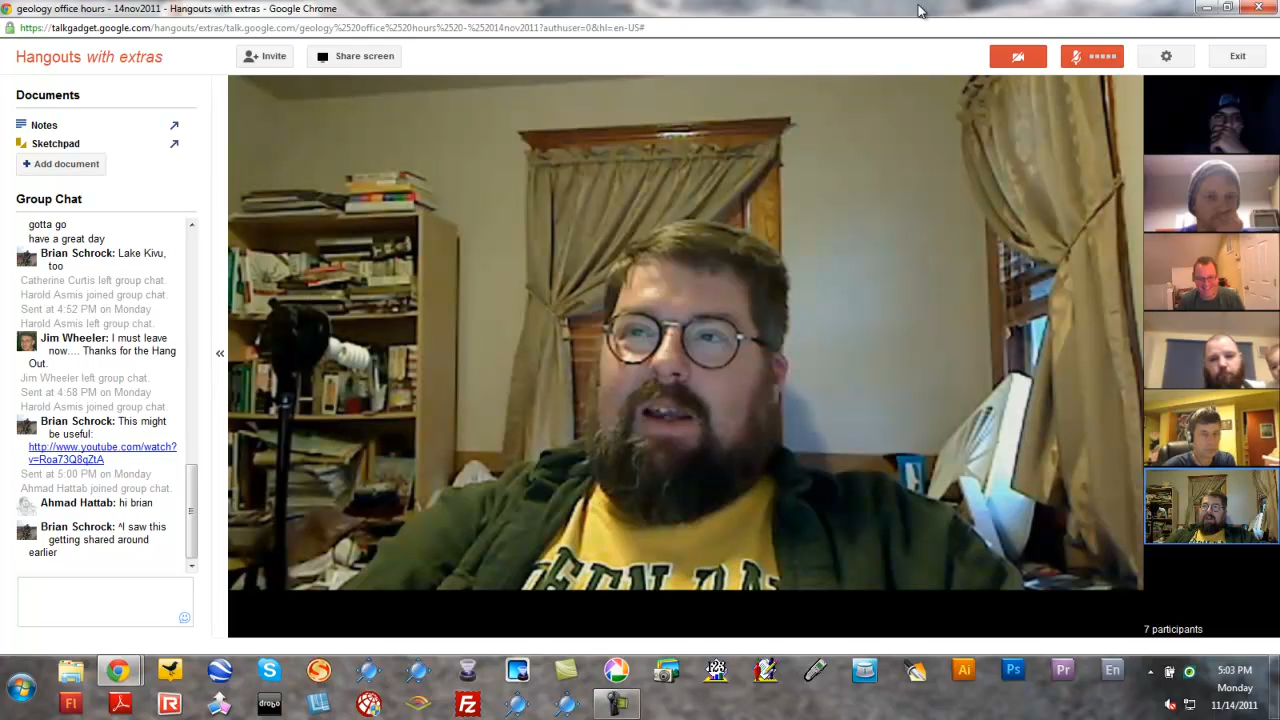 geology office hours - 14nov2011 - Hangouts with extras - Google Chrome
https://talkgadget.google.com/hangouts/extras/talk.google.com/geology%2520office%2520hours%2520-%252014nov2011?authuser=0&hl=en-US#
Hangouts with extras
Invite
Share screen
Exit
Documents
Notes
Sketchpad
Add document
Group Chat
gotta go
have a great day
Brian Schrock: Lake Kivu,
too
Catherine Curtis left group chat.
Harold Asmis joined group chat.
Sent at 4:52 PM on Monday
Harold Asmis left group chat.
Jim Wheeler: I must leave
now.... Thanks for the Hang
Out.
Jim Wheeler left group chat.
Sent at 4:58 PM on Monday
Harold Asmis joined group chat.
Brian Schrock: This might
be useful:
http://www.youtube.com/watch?
v=Roa73Q8qZtA
Sent at 5:00 PM on Monday
Ahmad Hattab joined group chat.
Ahmad Hattab: hi brian
Brian Schrock: ^I saw this
getting shared around
earlier
7 participants
Ai
Ps
Pr
En
5:03 PM
Monday
11/14/2011
Fl
R
drobo
Fz